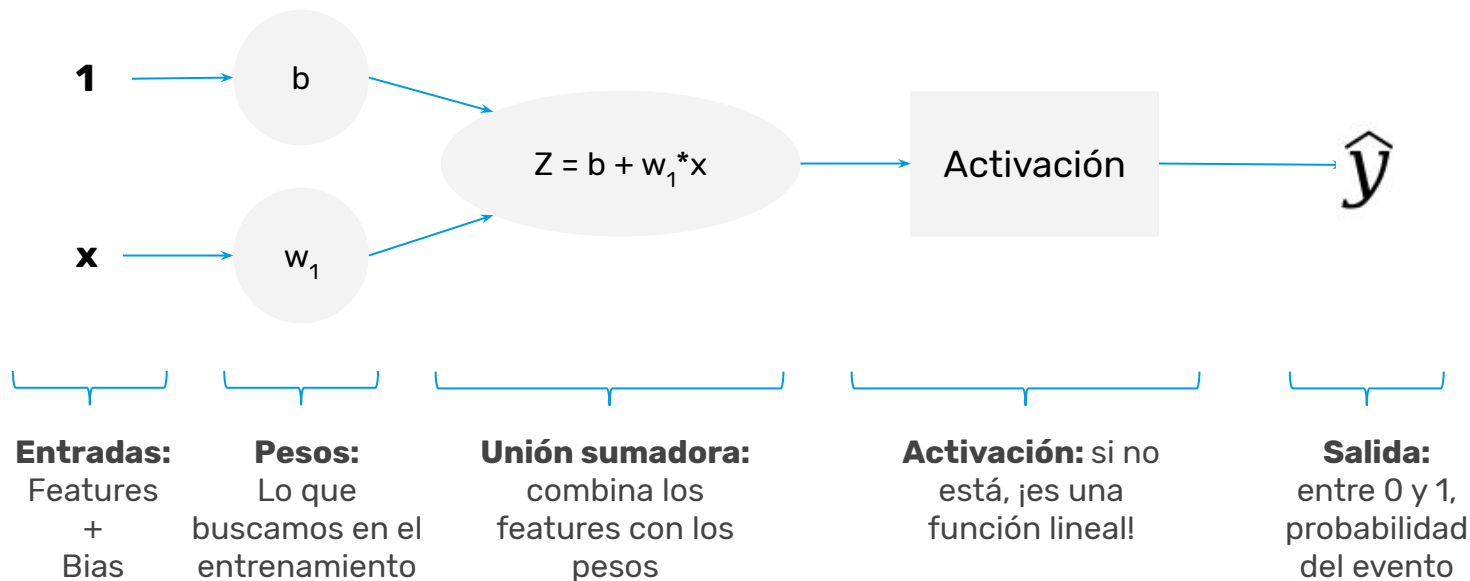 1
b
Z = b + w₁*x
Activación
ŷ
x
w₁
Entradas:
Features
+
Bias
Pesos:
Lo que
buscamos en el
entrenamiento
Unión sumadora:
combina los
features con los
pesos
Activación: si no
está, ¡es una
función lineal!
Salida:
entre 0 y 1,
probabilidad
del evento